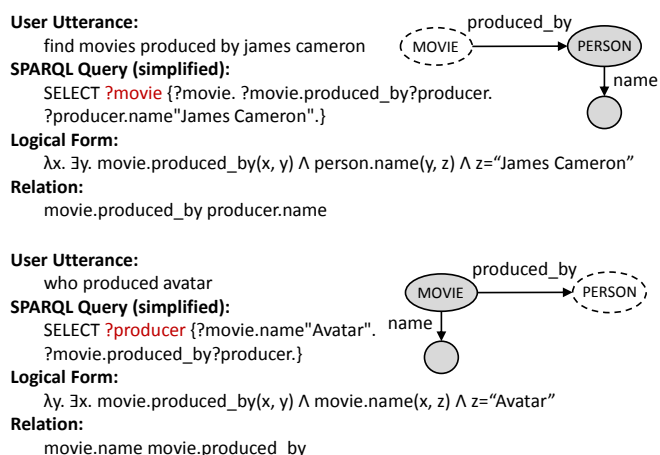 User Utterance:
find movies produced by james cameron
SPARQL Query (simplified):
SELECT ?movie {?movie. ?movie.produced_by?producer.
?producer.name"James Cameron".}
Logical Form:
λx. ∃y. movie.produced_by(x, y) Λ person.name(y, z) Λ z=“James Cameron”
Relation:
movie.produced_by producer.name
produced_by
MOVIE
PERSON
name
User Utterance:
who produced avatar
SPARQL Query (simplified):
SELECT ?producer {?movie.name"Avatar".
?movie.produced_by?producer.}
Logical Form:
λy. ∃x. movie.produced_by(x, y) Λ movie.name(x, z) Λ z=“Avatar”
Relation:
movie.name movie.produced_by
produced_by
MOVIE
PERSON
name